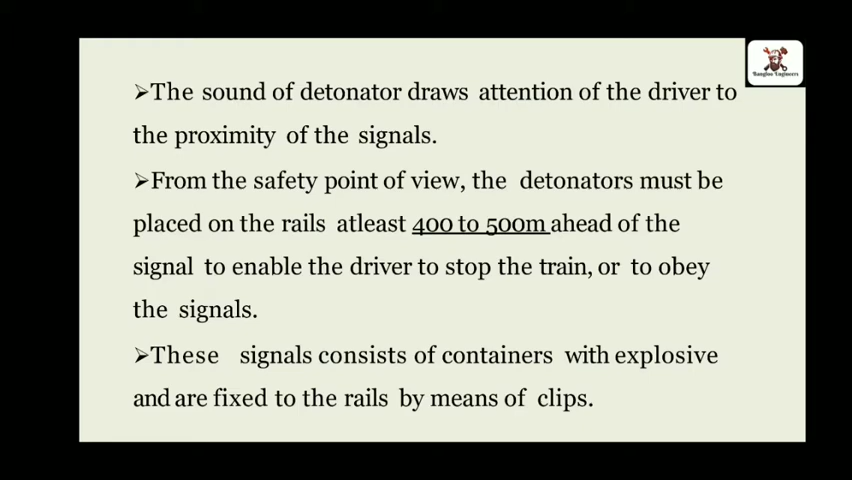 ➢The sound of detonator draws attention of the driver to
the proximity of the signals.
➢From the safety point of view, the detonators must be
placed on the rails atleast 400 to 500m ahead of the
signal to enable the driver to stop the train, or to obey
the signals.
➢These signals consists of containers with explosive
and are fixed to the rails by means of clips.
Bangloo Engineers